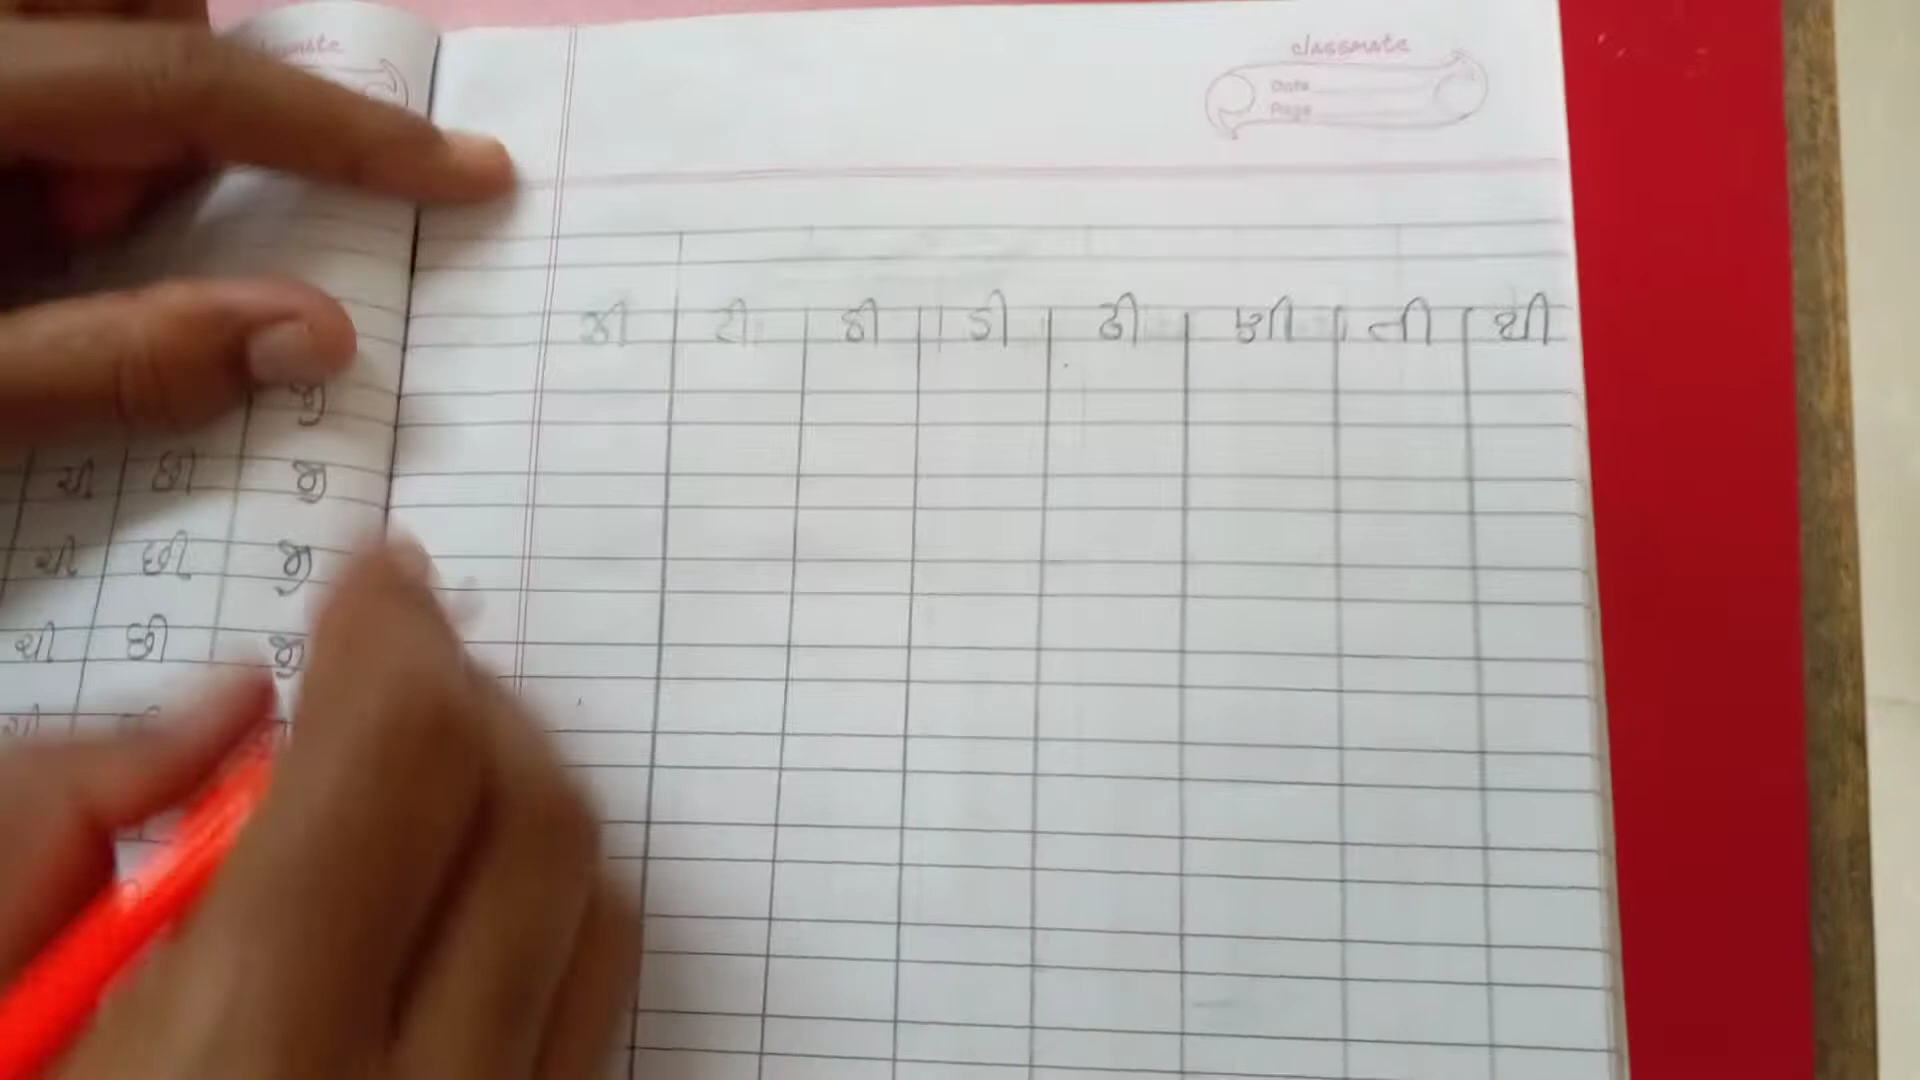 classmate
Date
Page
ઝી ટી ઠી ડી ઢી ણી તી થી
જી
ચી છી જી
ચી છી જી
ચી છી જી